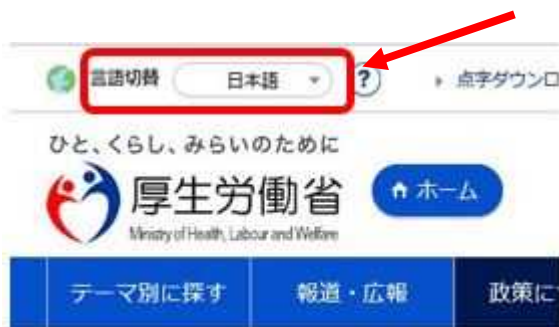 言語切替 日本語 ? 点字ダウンロ
ひと、くらし、みらいのために
厚生労働省 ホーム
Ministry of Health, Labour and Welfare
テーマ別に探す 報道・広報 政策に